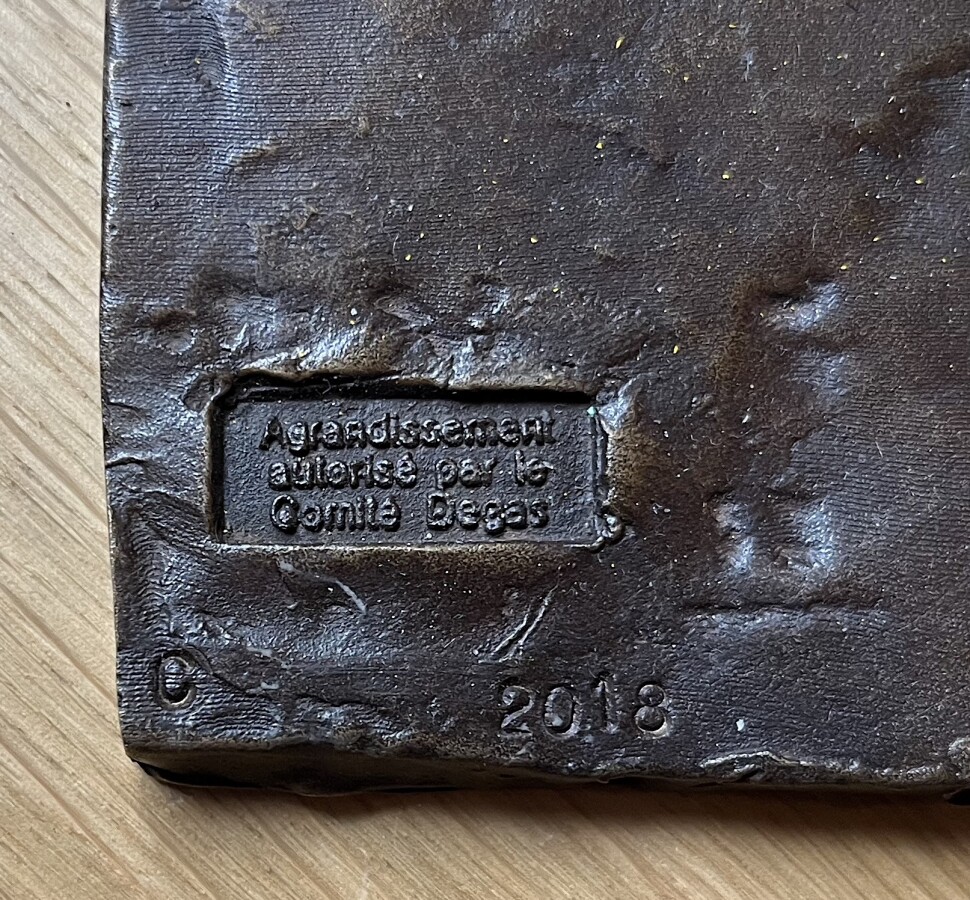 Agrandissement
autorisé par le
Comité Degas
C
2018